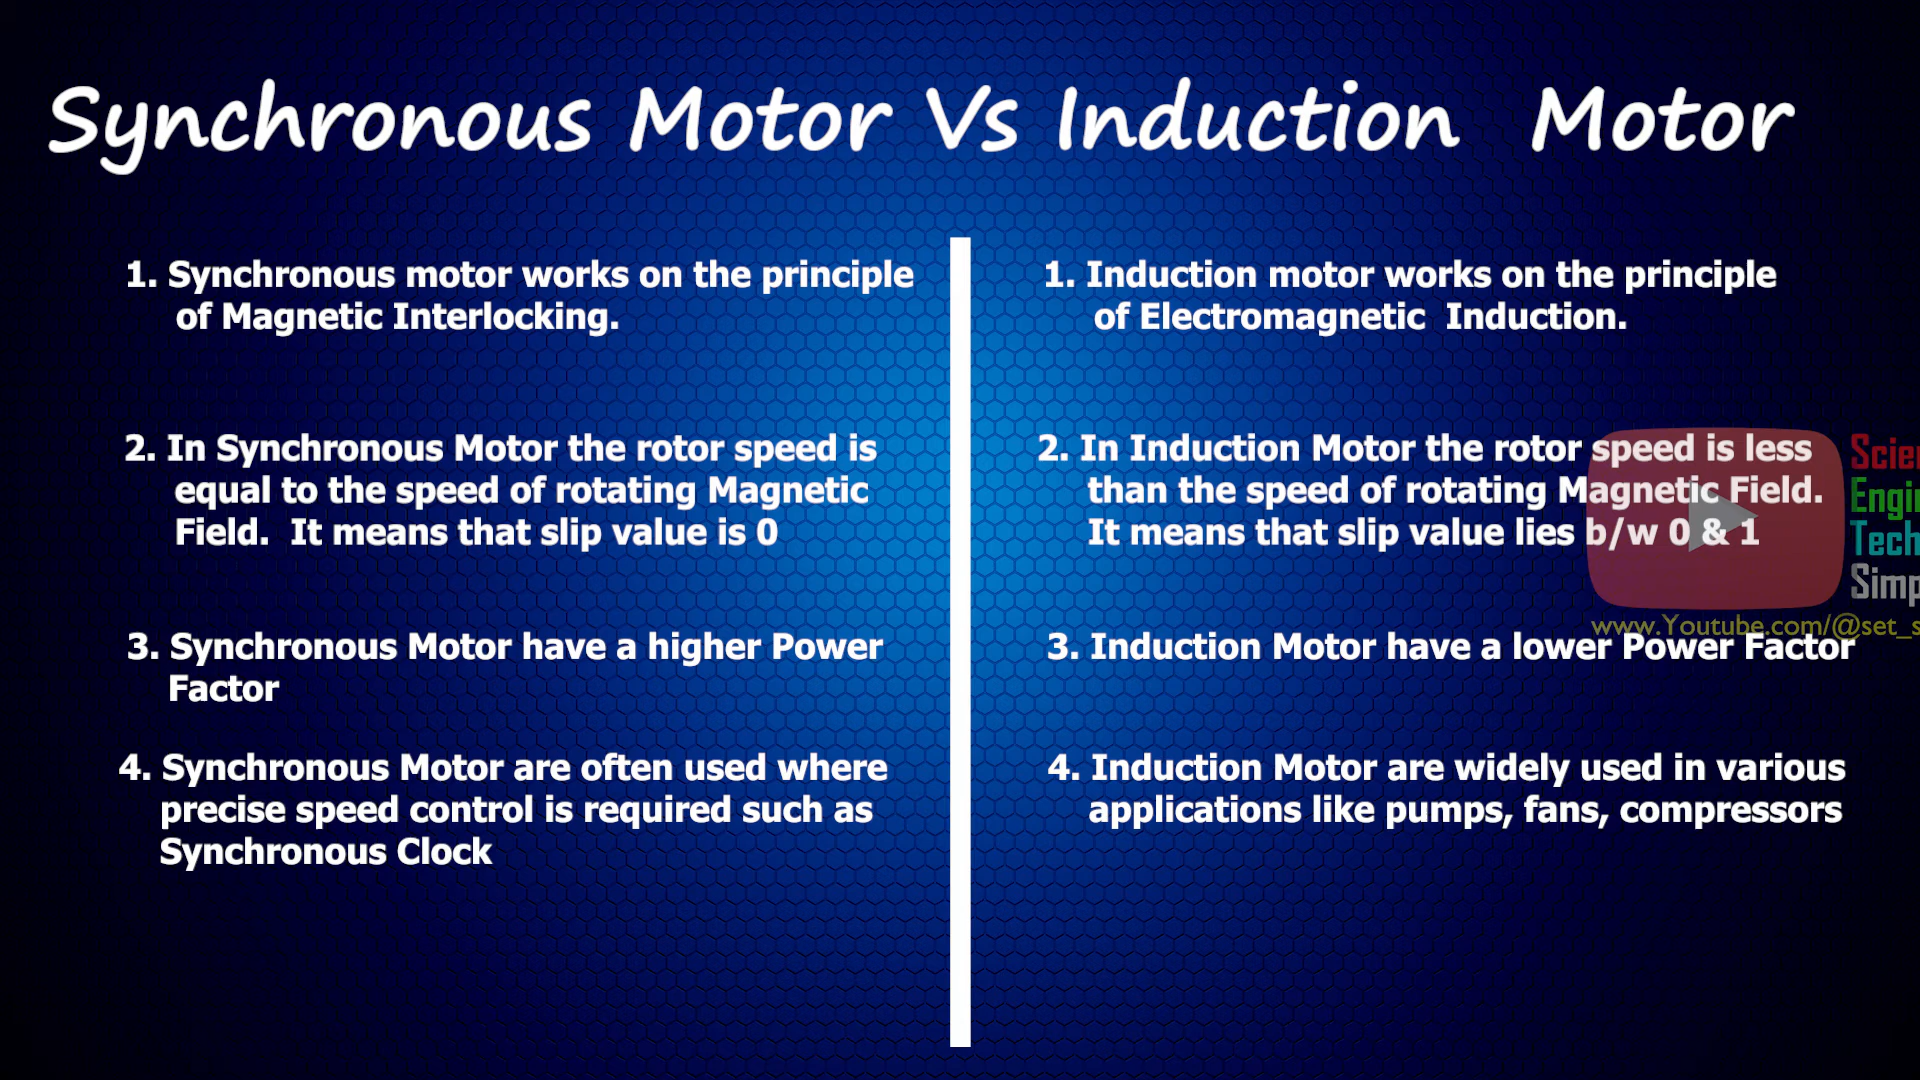 Synchronous Motor Vs Induction Motor
1. Synchronous motor works on the principle
of Magnetic Interlocking.
2. In Synchronous Motor the rotor speed is
equal to the speed of rotating Magnetic
Field. It means that slip value is 0
3. Synchronous Motor have a higher Power
Factor
4. Synchronous Motor are often used where
precise speed control is required such as
Synchronous Clock
1. Induction motor works on the principle
of Electromagnetic Induction.
2. In Induction Motor the rotor speed is less
than the speed of rotating Magnetic Field.
It means that slip value lies b/w 0 & 1
3. Induction Motor have a lower Power Factor
4. Induction Motor are widely used in various
applications like pumps, fans, compressors
www.Youtube.com/@set_s